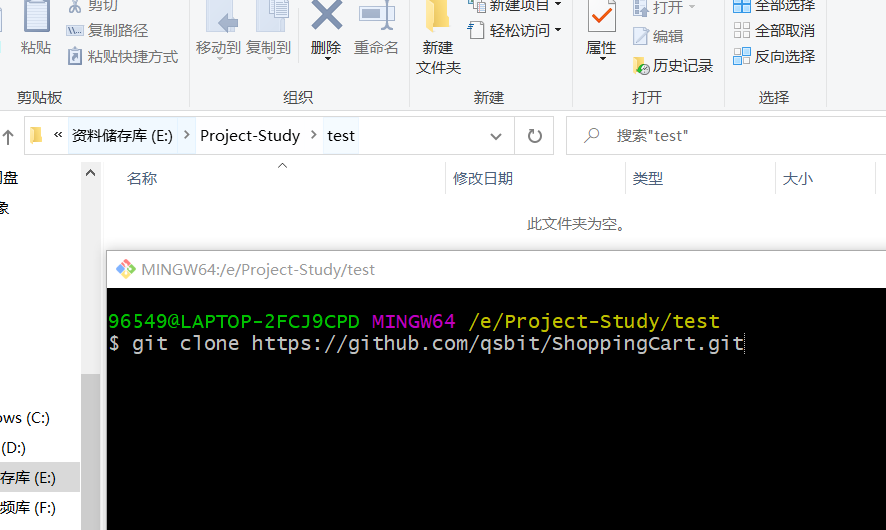 剪切
新建项目
打开
全部选择
复制路径
轻松访问
编辑
全部取消
粘贴
粘贴快捷方式
移动到
复制到
删除
重命名
新建
文件夹
属性
历史记录
反向选择
剪贴板
组织
新建
打开
选择
« 资料储存库 (E:) > Project-Study > test
搜索"test"
名称
修改日期
类型
大小
此文件夹为空。
MINGW64:/e/Project-Study/test
96549@LAPTOP-2FCJ9CPD MINGW64 /e/Project-Study/test
$ git clone https://github.com/qsbit/ShoppingCart.git
盘
象
ows (C:)
(D:)
存库 (E:)
频库 (F:)